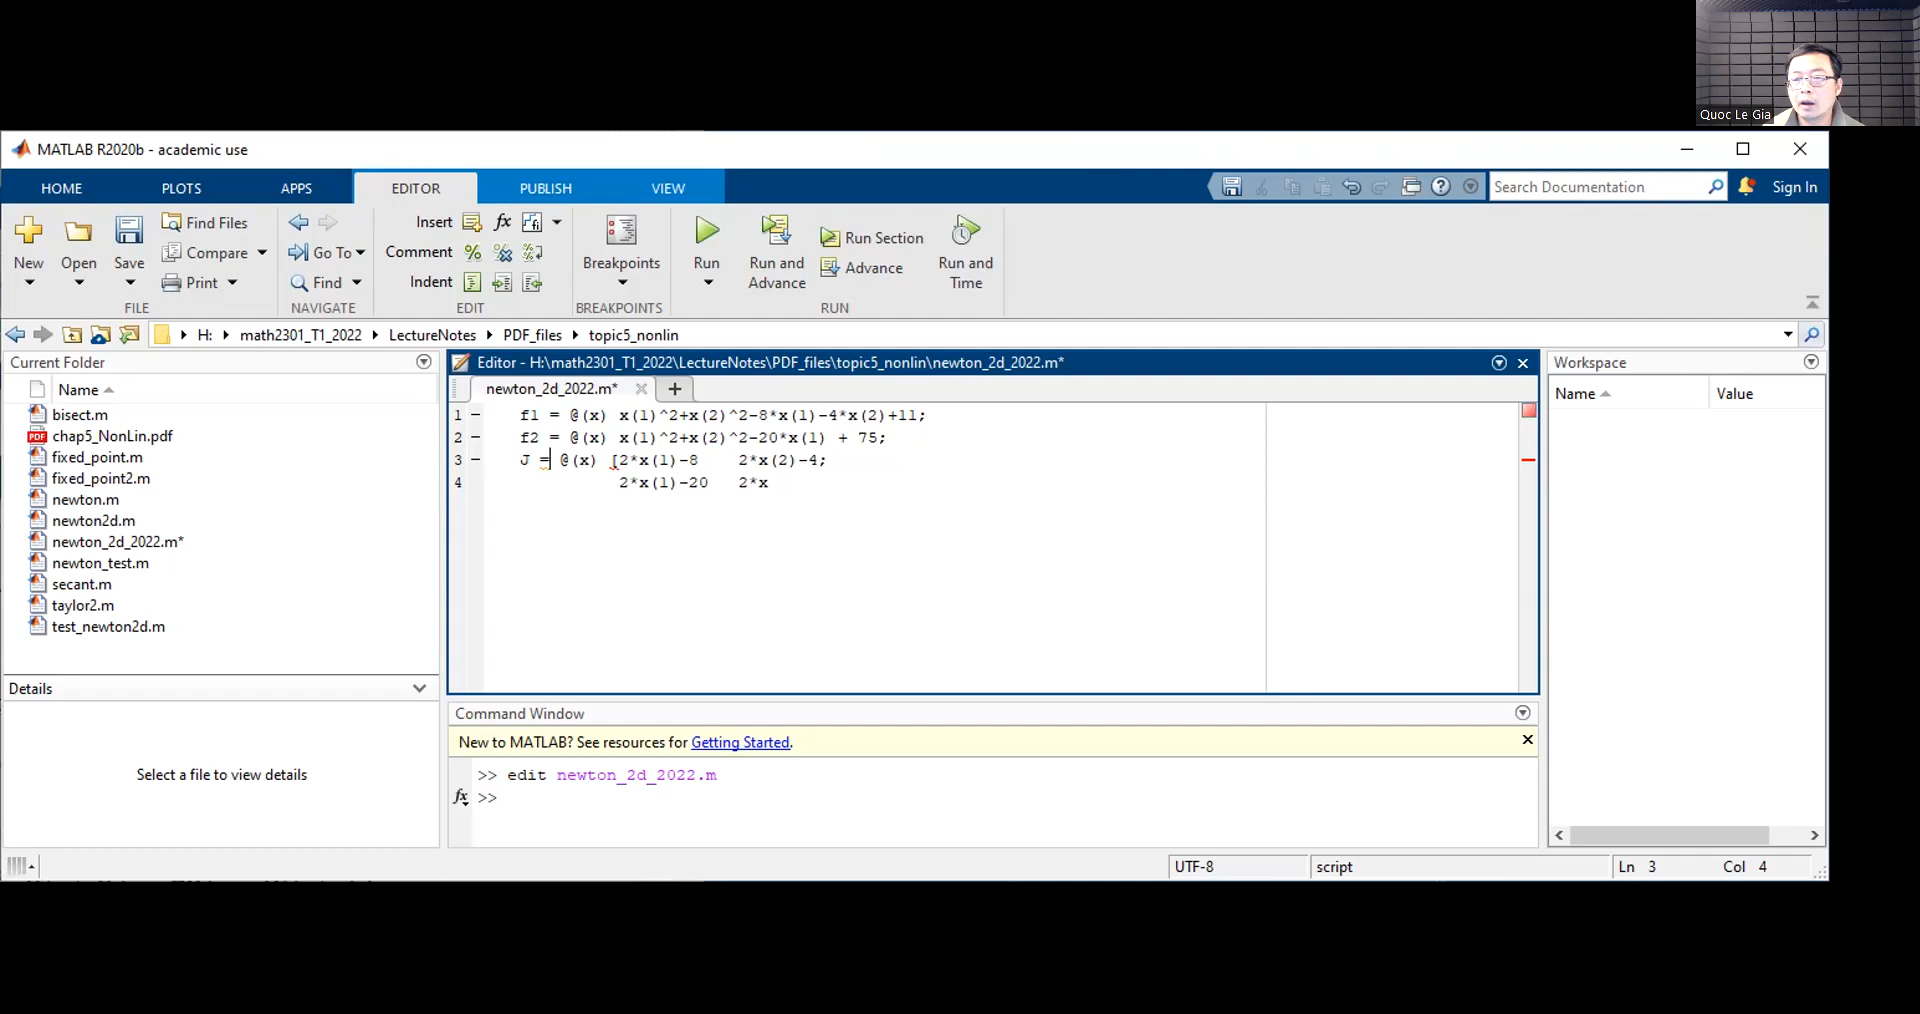 Quoc Le Gia
MATLAB R2020b - academic use
HOME PLOTS APPS EDITOR PUBLISH VIEW
Search Documentation
Sign In
New
Open
Save
Find Files
Compare
Print
FILE
Go To
Find
NAVIGATE
Insert
Comment
Indent
EDIT
Breakpoints
BREAKPOINTS
Run
Run and Advance
Run Section
Advance
Run and Time
RUN
H: math2301_T1_2022 LectureNotes PDF_files topic5_nonlin
Current Folder
Name
bisect.m
chap5_NonLin.pdf
fixed_point.m
fixed_point2.m
newton.m
newton2d.m
newton_2d_2022.m*
newton_test.m
secant.m
taylor2.m
test_newton2d.m
Details
Select a file to view details
Editor - H:\math2301_T1_2022\LectureNotes\PDF_files\topic5_nonlin\newton_2d_2022.m*
newton_2d_2022.m*
1 - f1 = @(x) x(1)^2+x(2)^2-8*x(1)-4*x(2)+11;
2 - f2 = @(x) x(1)^2+x(2)^2-20*x(1) + 75;
3 - J = @(x) [2*x(1)-8 2*x(2)-4;
4 2*x(1)-20 2*x
Command Window
New to MATLAB? See resources for Getting Started.
>> edit newton_2d_2022.m
fx >>
Workspace
Name Value
UTF-8 script Ln 3 Col 4